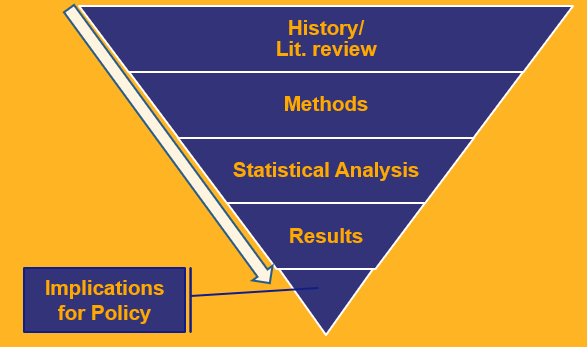 History/
Lit. review
Methods
Statistical Analysis
Results
Implications
for Policy